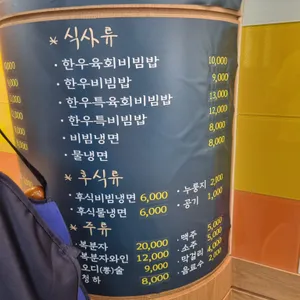 * 식사류
· 한우육회비빔밥 10,000
· 한우비빔밥 9,000
· 한우특육회비빔밥 13,000
· 한우특비빔밥 12,000
· 비빔냉면 8,000
· 물냉면 8,000
* 후식류
· 후식비빔냉면 6,000
· 후식물냉면 6,000
· 누룽지 2,000
· 공기 1,000
* 주류
복분자 20,000
복분자와인 12,000
오디(뽕)술 9,000
청하 8,000
· 맥주 5,000
· 소주 5,000
· 막걸리 4,000
· 음료수 2,000